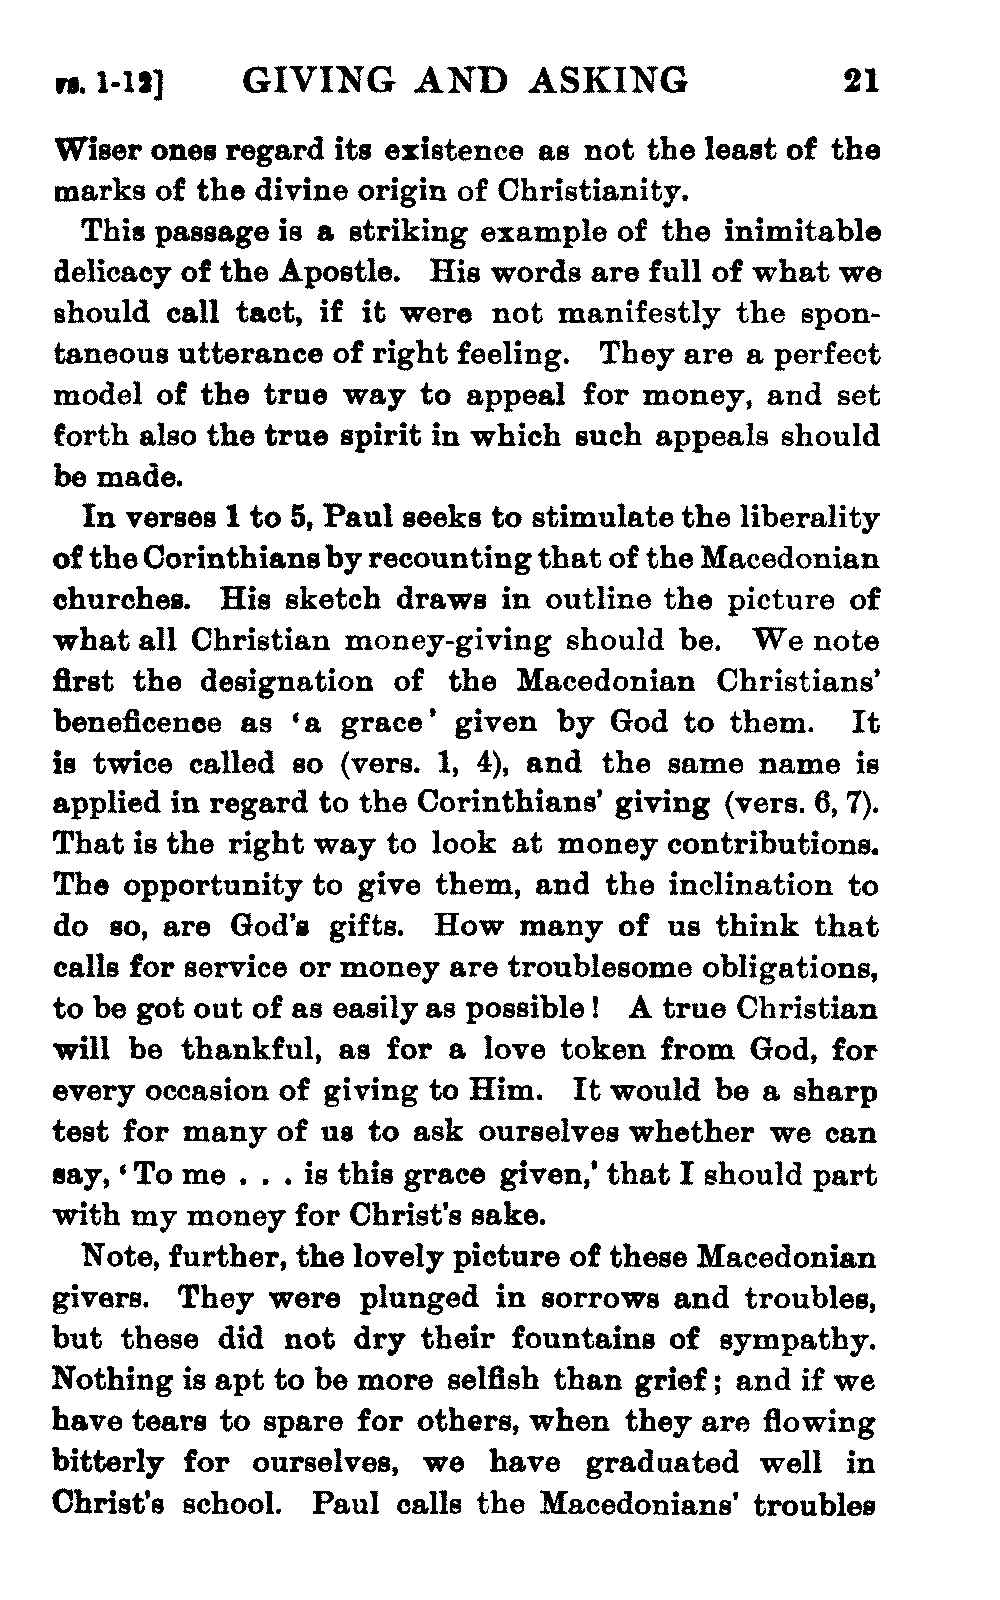 vs. 1-12] GIVING AND ASKING 21
Wiser ones regard its existence as not the least of the
marks of the divine origin of Christianity.
This passage is a striking example of the inimitable
delicacy of the Apostle. His words are full of what we
should call tact, if it were not manifestly the spon-
taneous utterance of right feeling. They are a perfect
model of the true way to appeal for money, and set
forth also the true spirit in which such appeals should
be made.
In verses 1 to 5, Paul seeks to stimulate the liberality
of the Corinthians by recounting that of the Macedonian
churches. His sketch draws in outline the picture of
what all Christian money-giving should be. We note
first the designation of the Macedonian Christians'
beneficence as 'a grace' given by God to them. It
is twice called so (vers. 1, 4), and the same name is
applied in regard to the Corinthians' giving (vers. 6, 7).
That is the right way to look at money contributions.
The opportunity to give them, and the inclination to
do so, are God's gifts. How many of us think that
calls for service or money are troublesome obligations,
to be got out of as easily as possible! A true Christian
will be thankful, as for a love token from God, for
every occasion of giving to Him. It would be a sharp
test for many of us to ask ourselves whether we can
say, 'To me . . . is this grace given,' that I should part
with my money for Christ's sake.
Note, further, the lovely picture of these Macedonian
givers. They were plunged in sorrows and troubles,
but these did not dry their fountains of sympathy.
Nothing is apt to be more selfish than grief; and if we
have tears to spare for others, when they are flowing
bitterly for ourselves, we have graduated well in
Christ's school. Paul calls the Macedonians' troubles